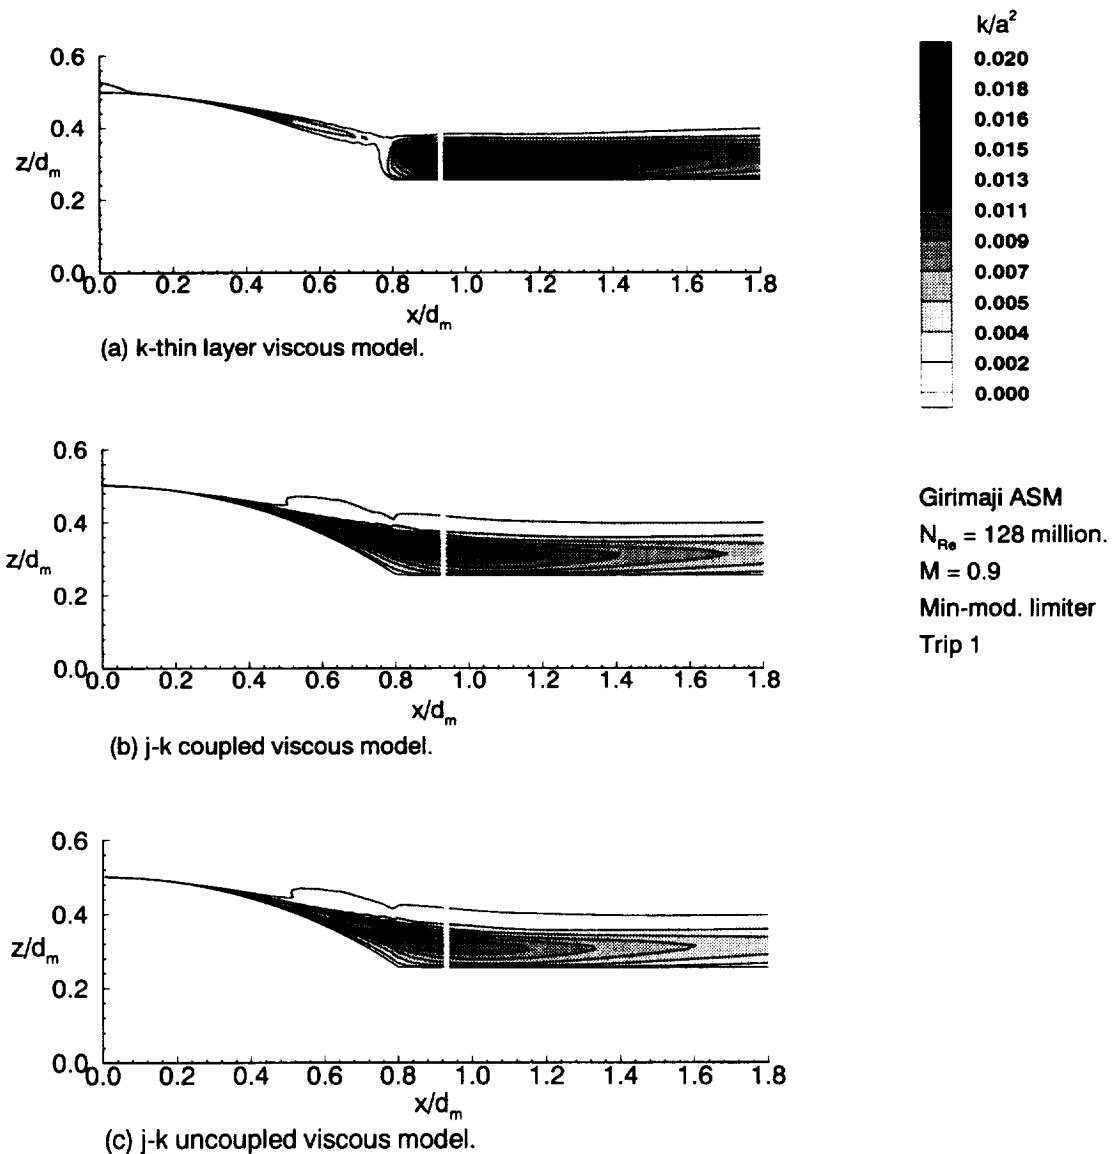 k/a²
0.020
0.018
0.016
0.015
0.013
0.011
0.009
0.007
0.005
0.004
0.002
0.000
0.6
0.4
z/dₘ
0.2
0.0
0.0 0.2 0.4 0.6 0.8 1.0 1.2 1.4 1.6 1.8
x/dₘ
(a) k-thin layer viscous model.
0.6
0.4
z/dₘ
0.2
0.0
0.0 0.2 0.4 0.6 0.8 1.0 1.2 1.4 1.6 1.8
x/dₘ
(b) j-k coupled viscous model.
Girimaji ASM
N_Re = 128 million.
M = 0.9
Min-mod. limiter
Trip 1
0.6
0.4
z/dₘ
0.2
0.0
0.0 0.2 0.4 0.6 0.8 1.0 1.2 1.4 1.6 1.8
x/dₘ
(c) j-k uncoupled viscous model.